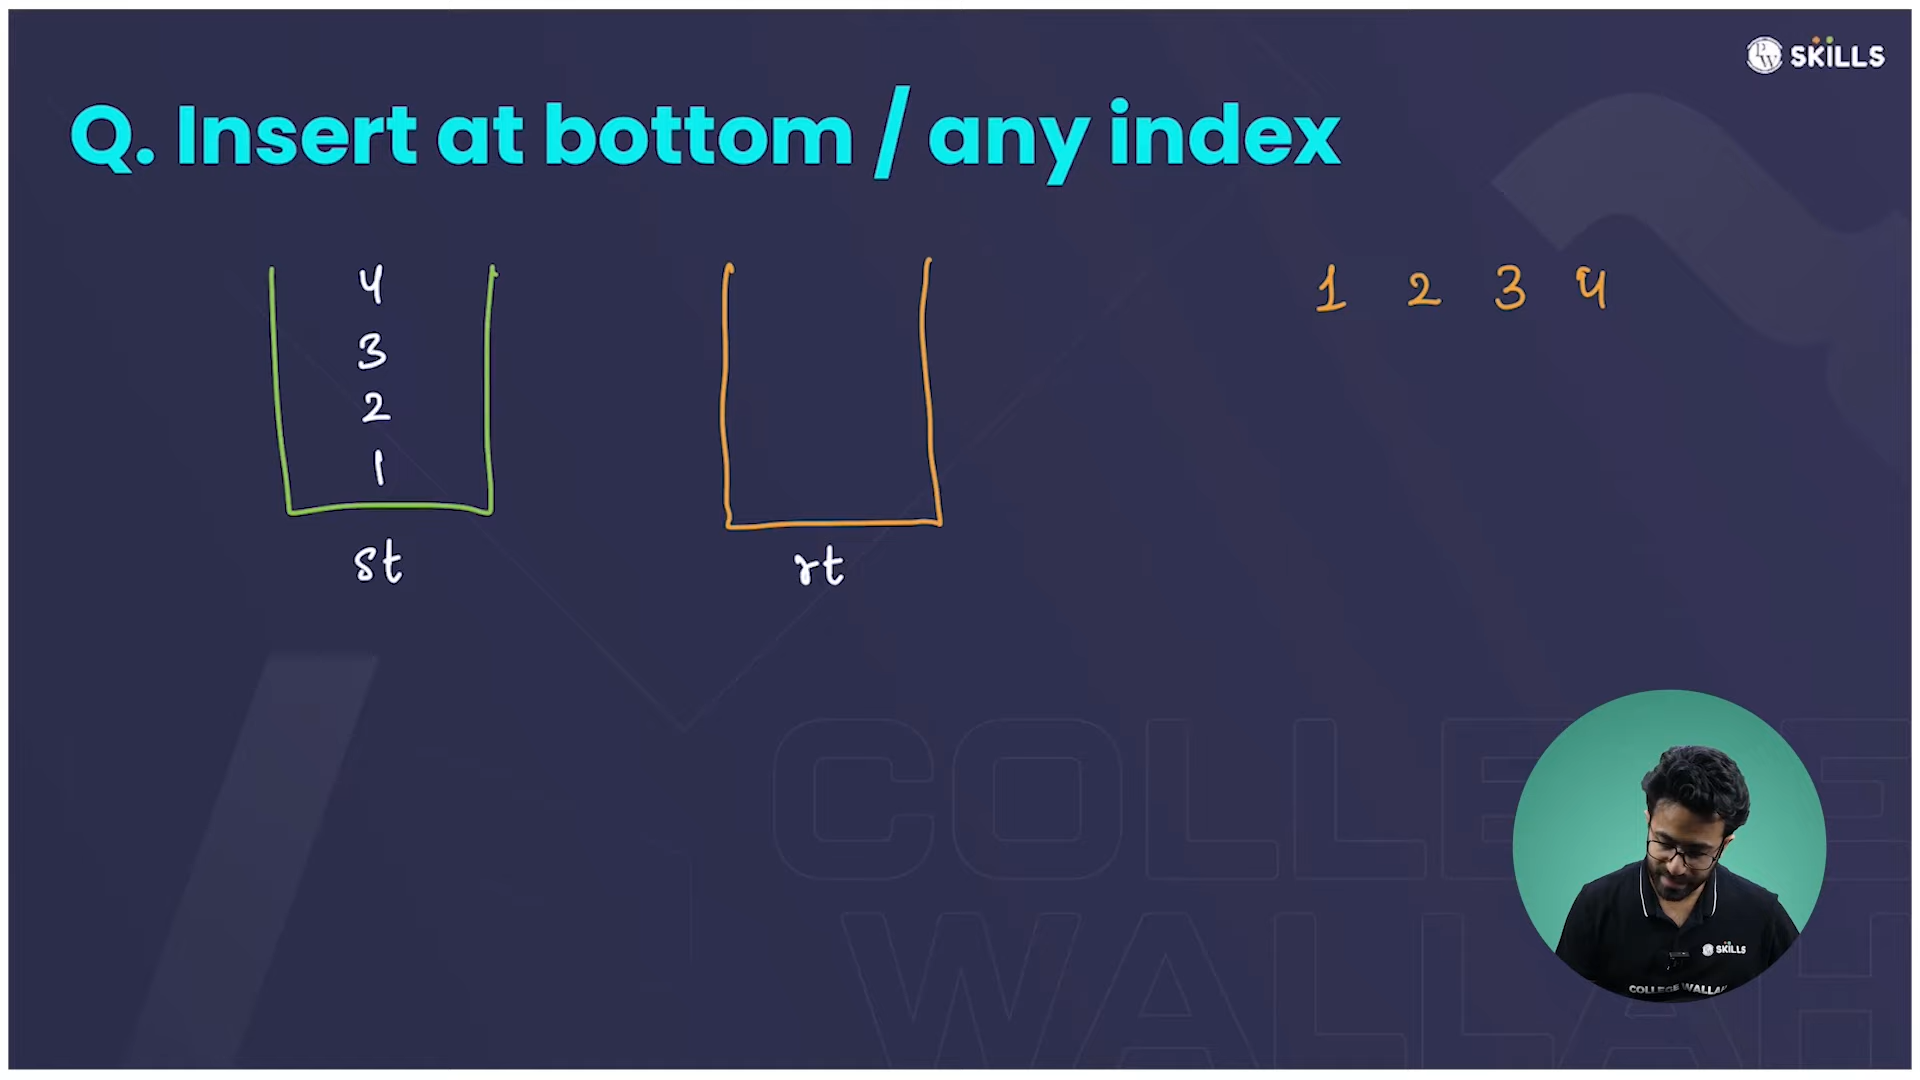 PW SKILLS
Q. Insert at bottom / any index
4
3
2
1
st
rt
1 2 3 4
COLLEGE
WALLAH
SKILLS
COLLEGE WALLAH